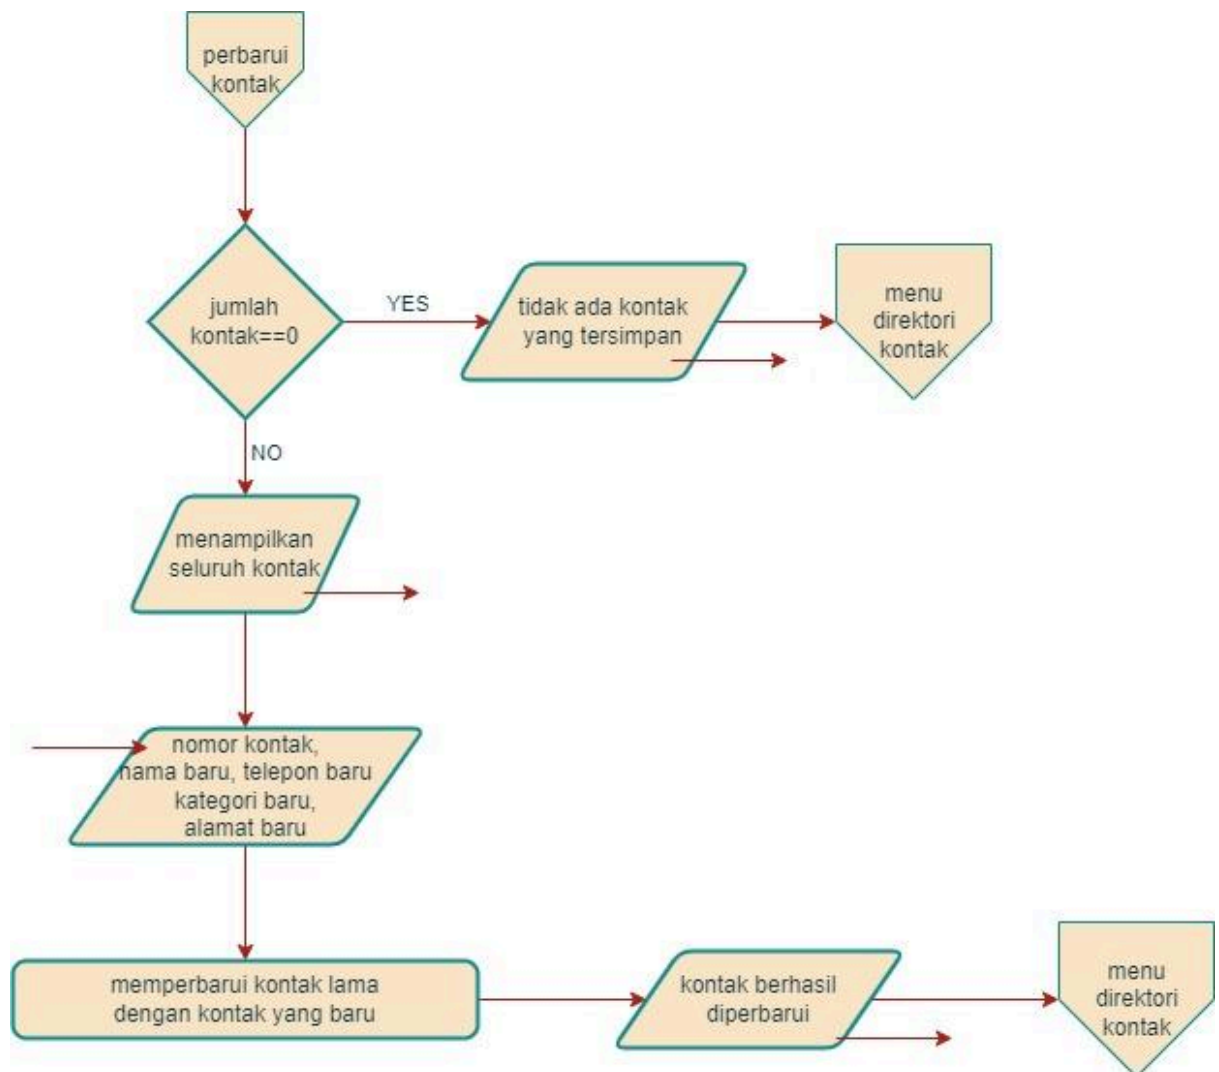 perbarui
kontak
jumlah
kontak==0
YES
tidak ada kontak
yang tersimpan
menu
direktori
kontak
NO
menampilkan
seluruh kontak
nomor kontak,
nama baru, telepon baru
kategori baru,
alamat baru
memperbarui kontak lama
dengan kontak yang baru
kontak berhasil
diperbarui
menu
direktori
kontak